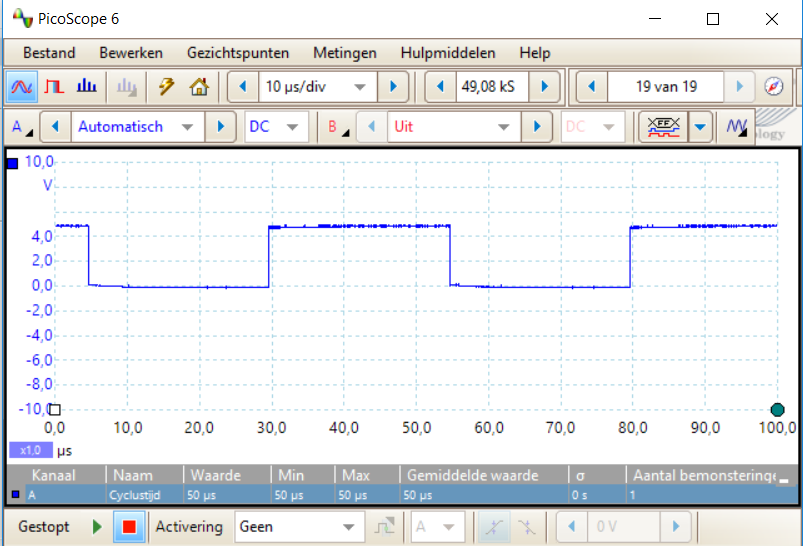 PicoScope 6
Bestand Bewerken Gezichtspunten Metingen Hulpmiddelen Help
10 µs/div 49,08 kS 19 van 19
A Automatisch DC B Uit DC
ology
10,0
V
4,0
2,0
0,0
-2,0
-4,0
-6,0
-8,0
-10,0
0,0 10,0 20,0 30,0 40,0 50,0 60,0 70,0 80,0 90,0 100,0
x1,0 µs
Kanaal Naam Waarde Min Max Gemiddelde waarde σ Aantal bemonsteringe
A Cyclustijd 50 µs 50 µs 50 µs 50 µs 0 s 1
Gestopt Activering Geen A 0 V